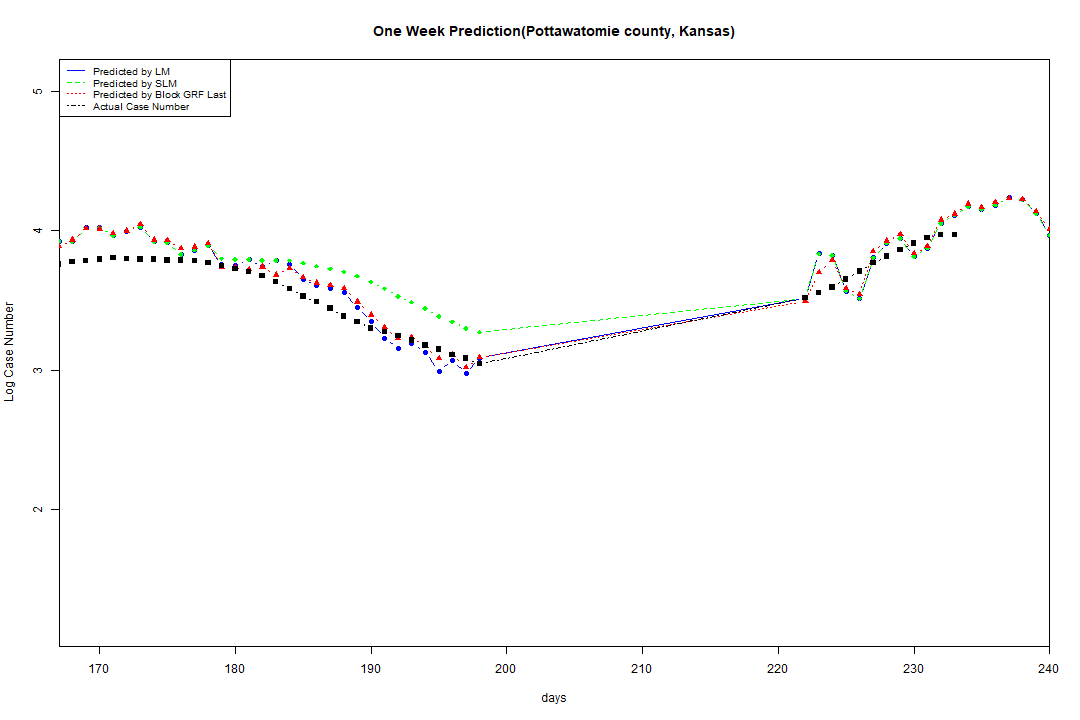 One Week Prediction(Pottawatomie county, Kansas)
Predicted by LM
Predicted by SLM
Predicted by Block GRF Last
Actual Case Number
5
4
3
2
Log Case Number
170 180 190 200 210 220 230 240
days